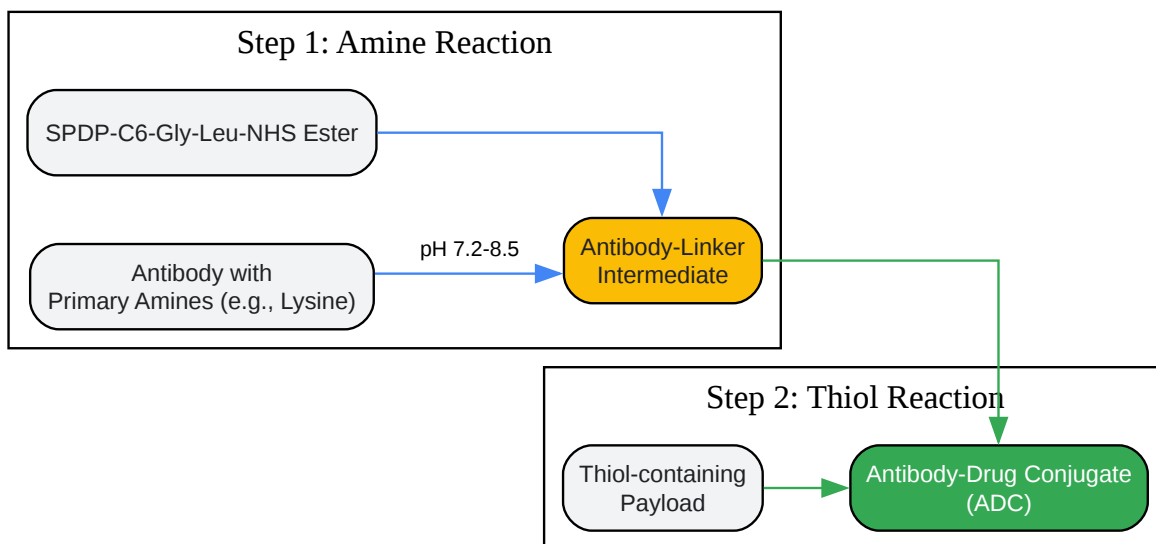 Step 1: Amine Reaction
SPDP-C6-Gly-Leu-NHS Ester
Antibody with
Primary Amines (e.g., Lysine)
pH 7.2-8.5
Antibody-Linker
Intermediate
Step 2: Thiol Reaction
Thiol-containing
Payload
Antibody-Drug Conjugate
(ADC)